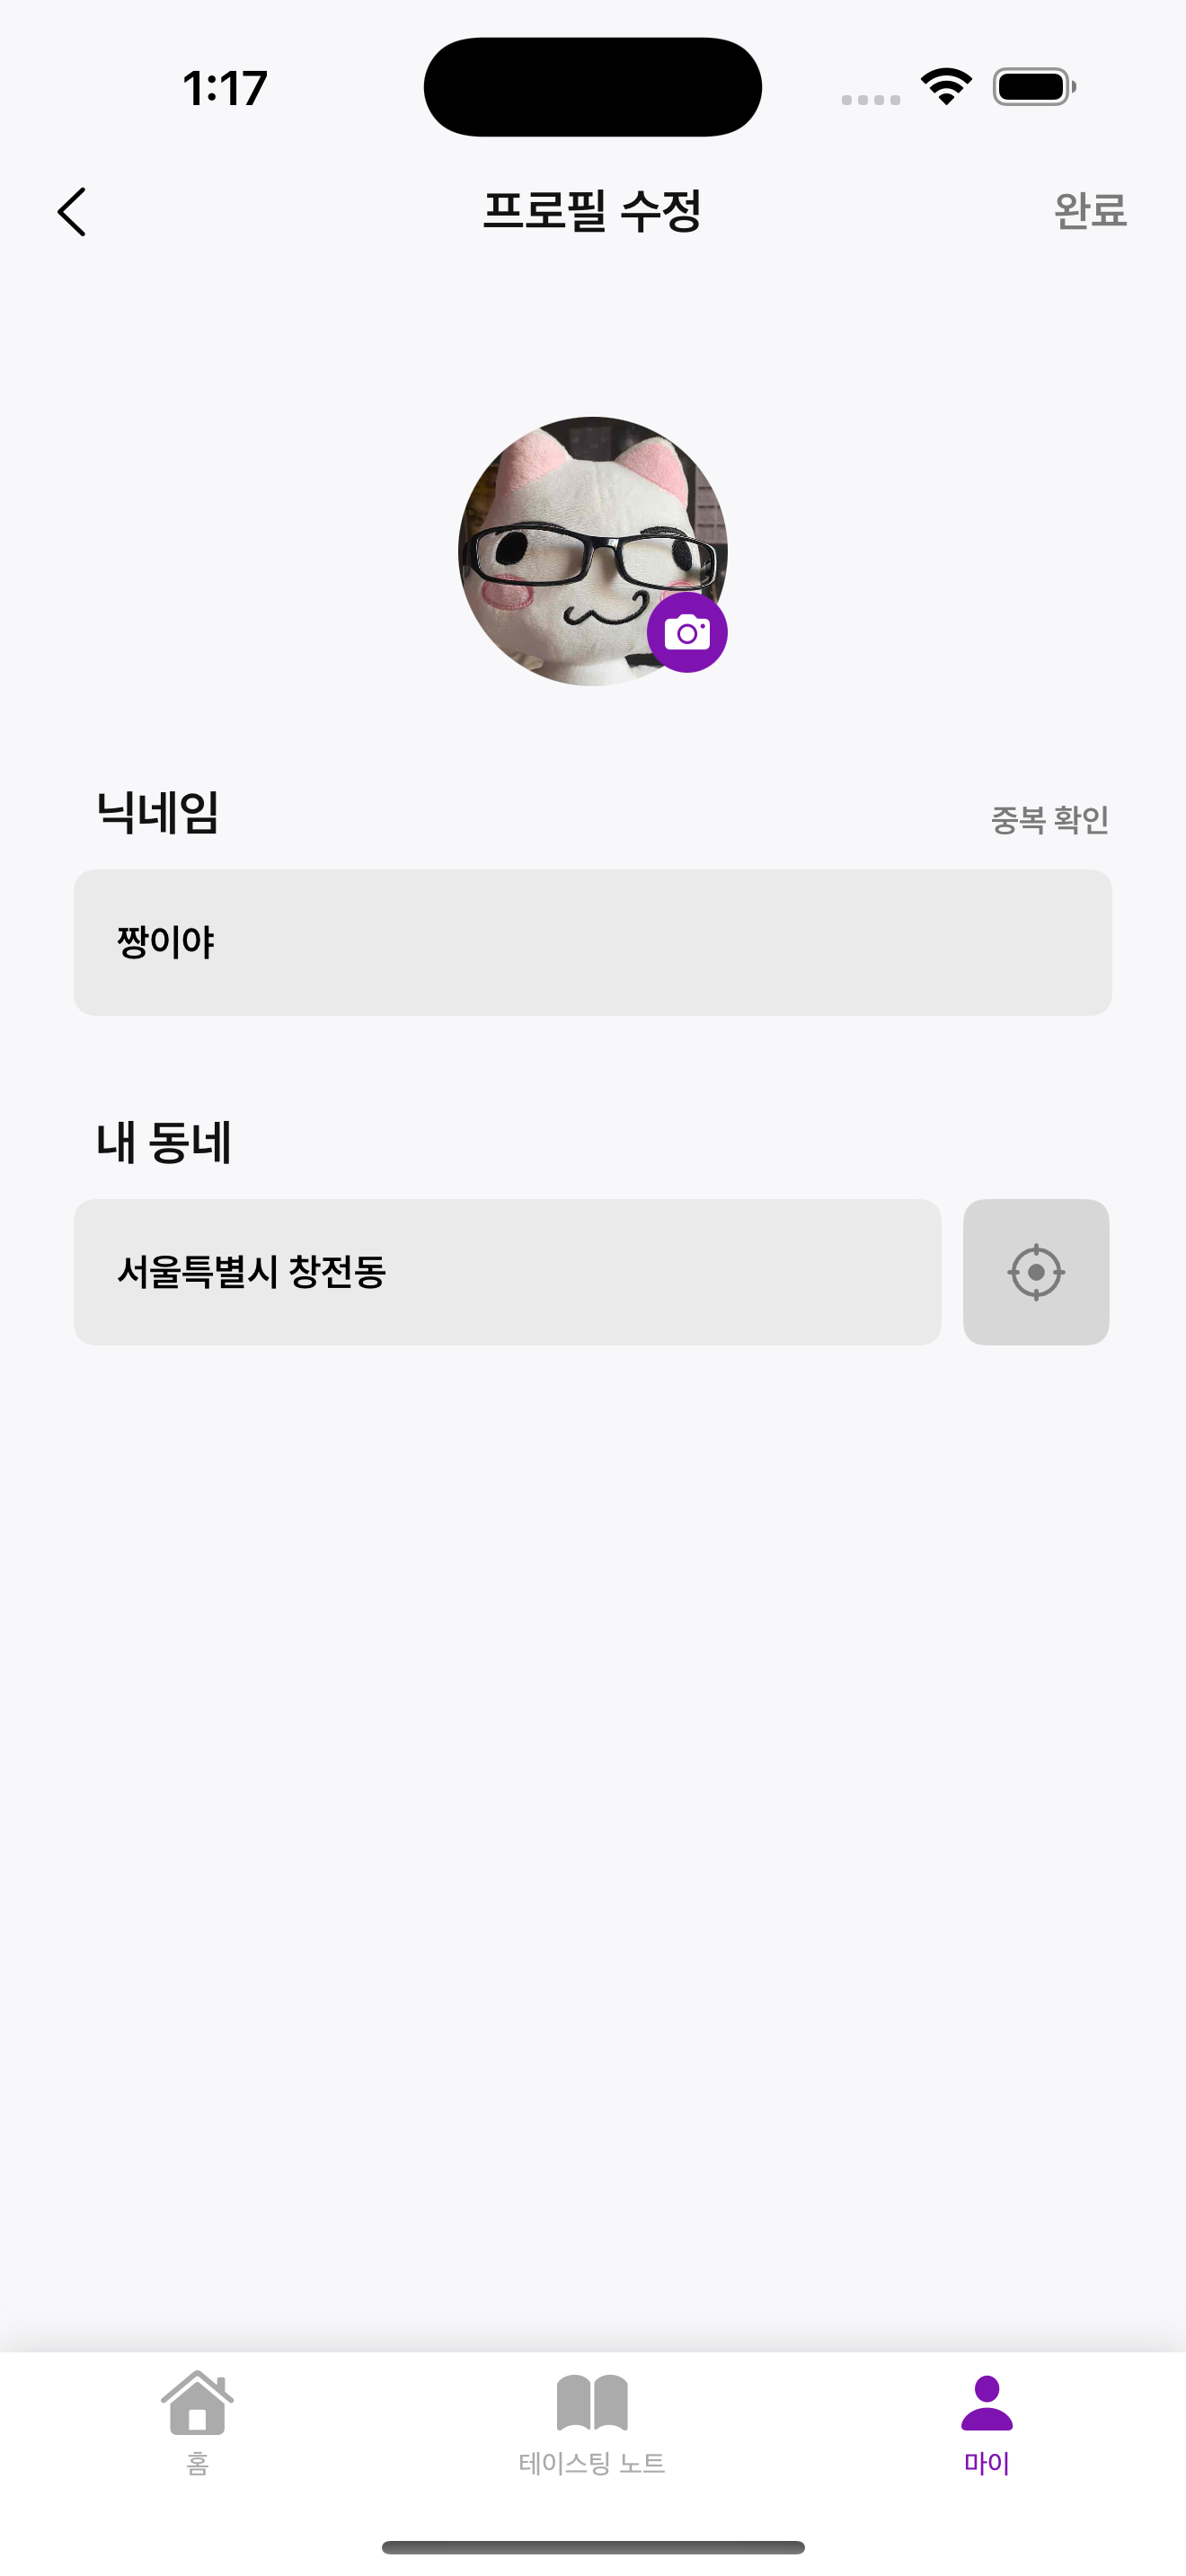 1:17
프로필 수정
완료
닉네임
중복 확인
짱이야
내 동네
서울특별시 창전동
홈
테이스팅 노트
마이